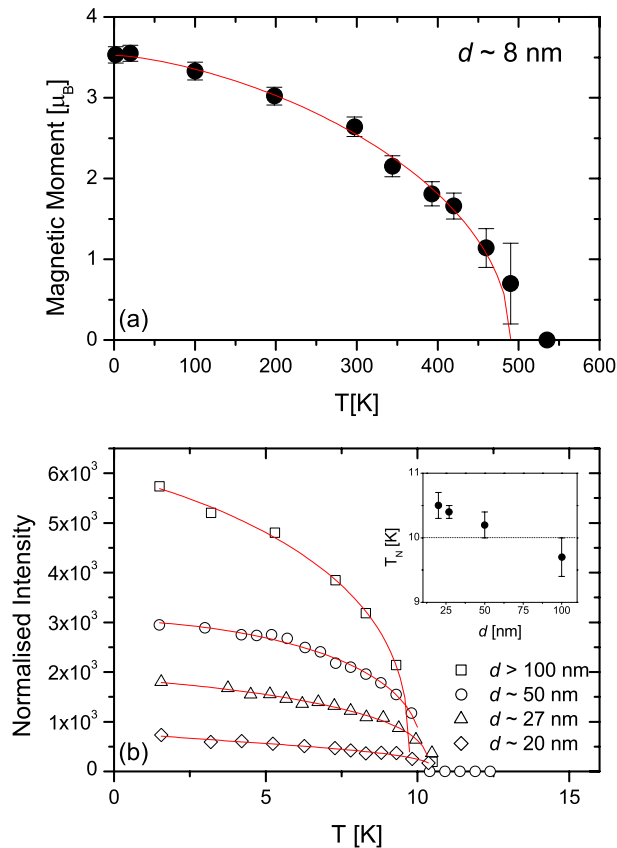 4
d ~ 8 nm
3
2
1
0
Magnetic Moment [μB]
(a)
0 100 200 300 400 500 600
T[K]
6x10³
5x10³
4x10³
3x10³
2x10³
1x10³
0
Normalised Intensity
(b)
0 5 10 15
T [K]
11
10
9
TN [K]
25 50 75 100
d [nm]
d > 100 nm
d ~ 50 nm
d ~ 27 nm
d ~ 20 nm